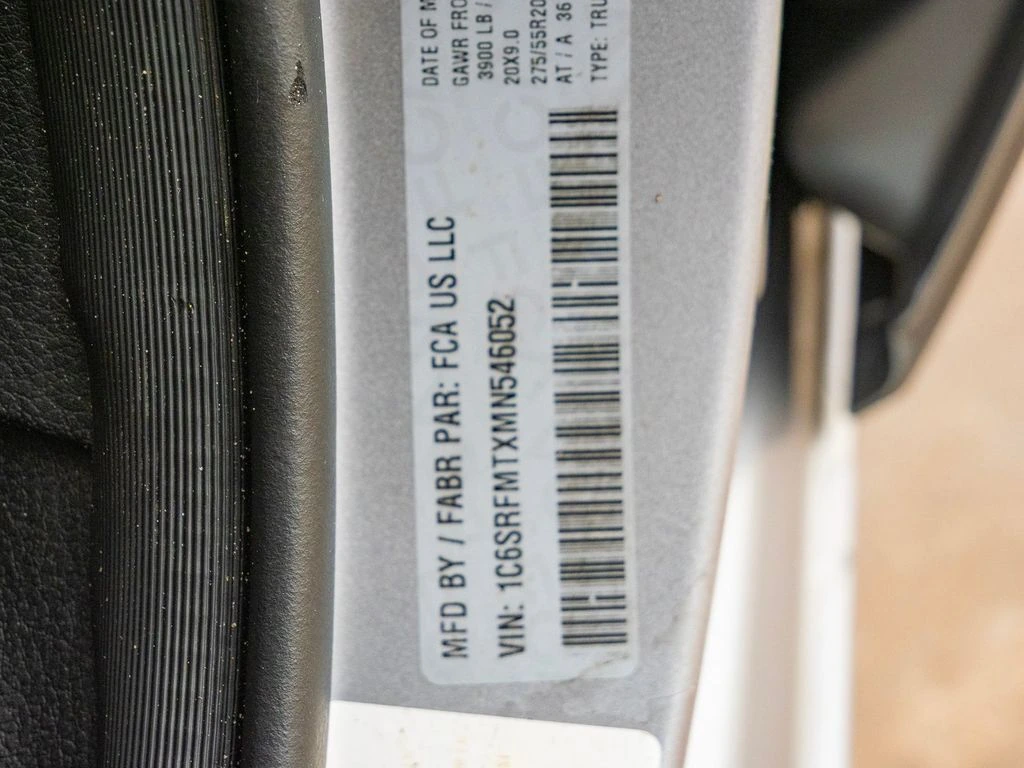 MFD BY / FABR PAR: FCA US LLC
VIN: 1C6SRFMTXMN546052
DATE OF M
GAWR FRO
3900 LB /
20X9.0
275/55R20
AT / A 36
TYPE: TRU